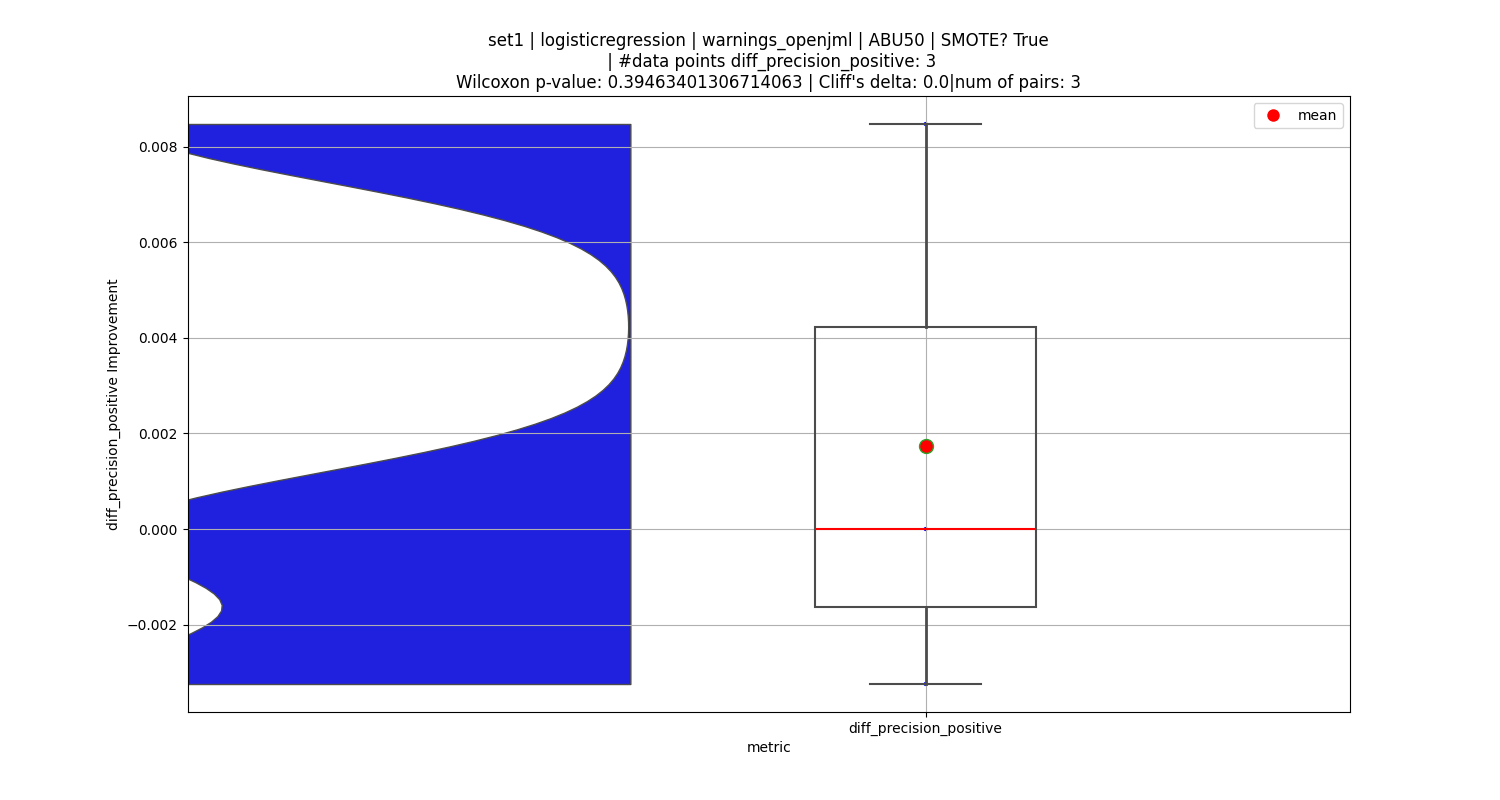 set1 | logisticregression | warnings_openjml | ABU50 | SMOTE? True
| #data points diff_precision_positive: 3
Wilcoxon p-value: 0.39463401306714063 | Cliff's delta: 0.0|num of pairs: 3
mean
0.008
0.006
0.004
0.002
0.000
−0.002
diff_precision_positive Improvement
diff_precision_positive
metric